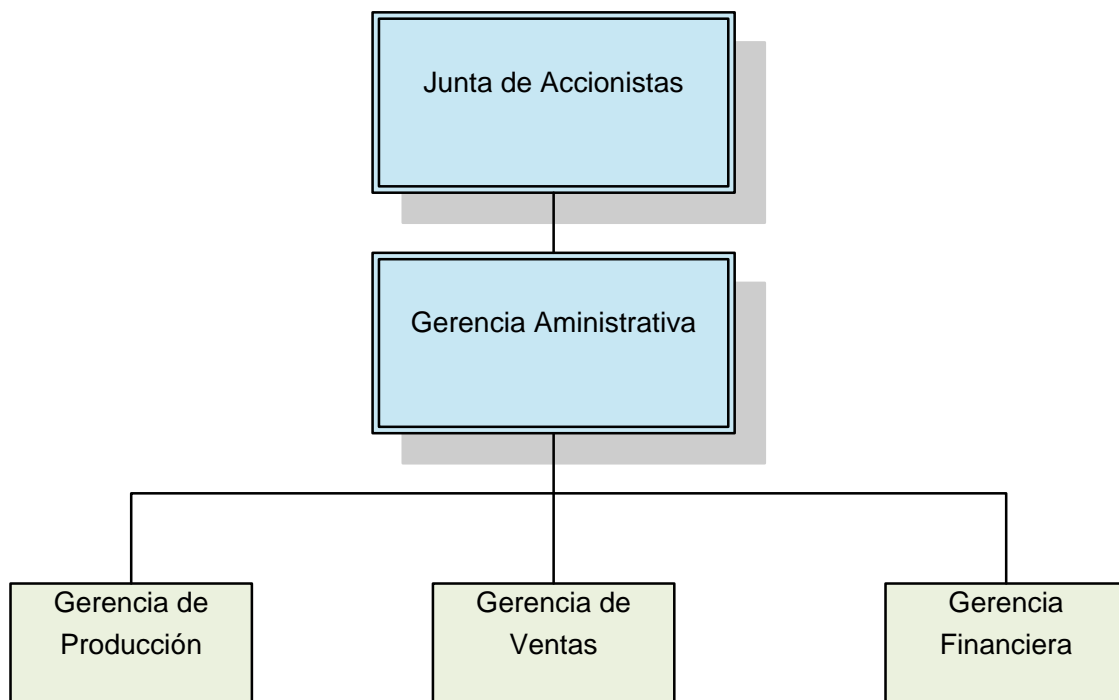 Junta de Accionistas
Gerencia Aministrativa
Gerencia de
Producción
Gerencia de
Ventas
Gerencia
Financiera